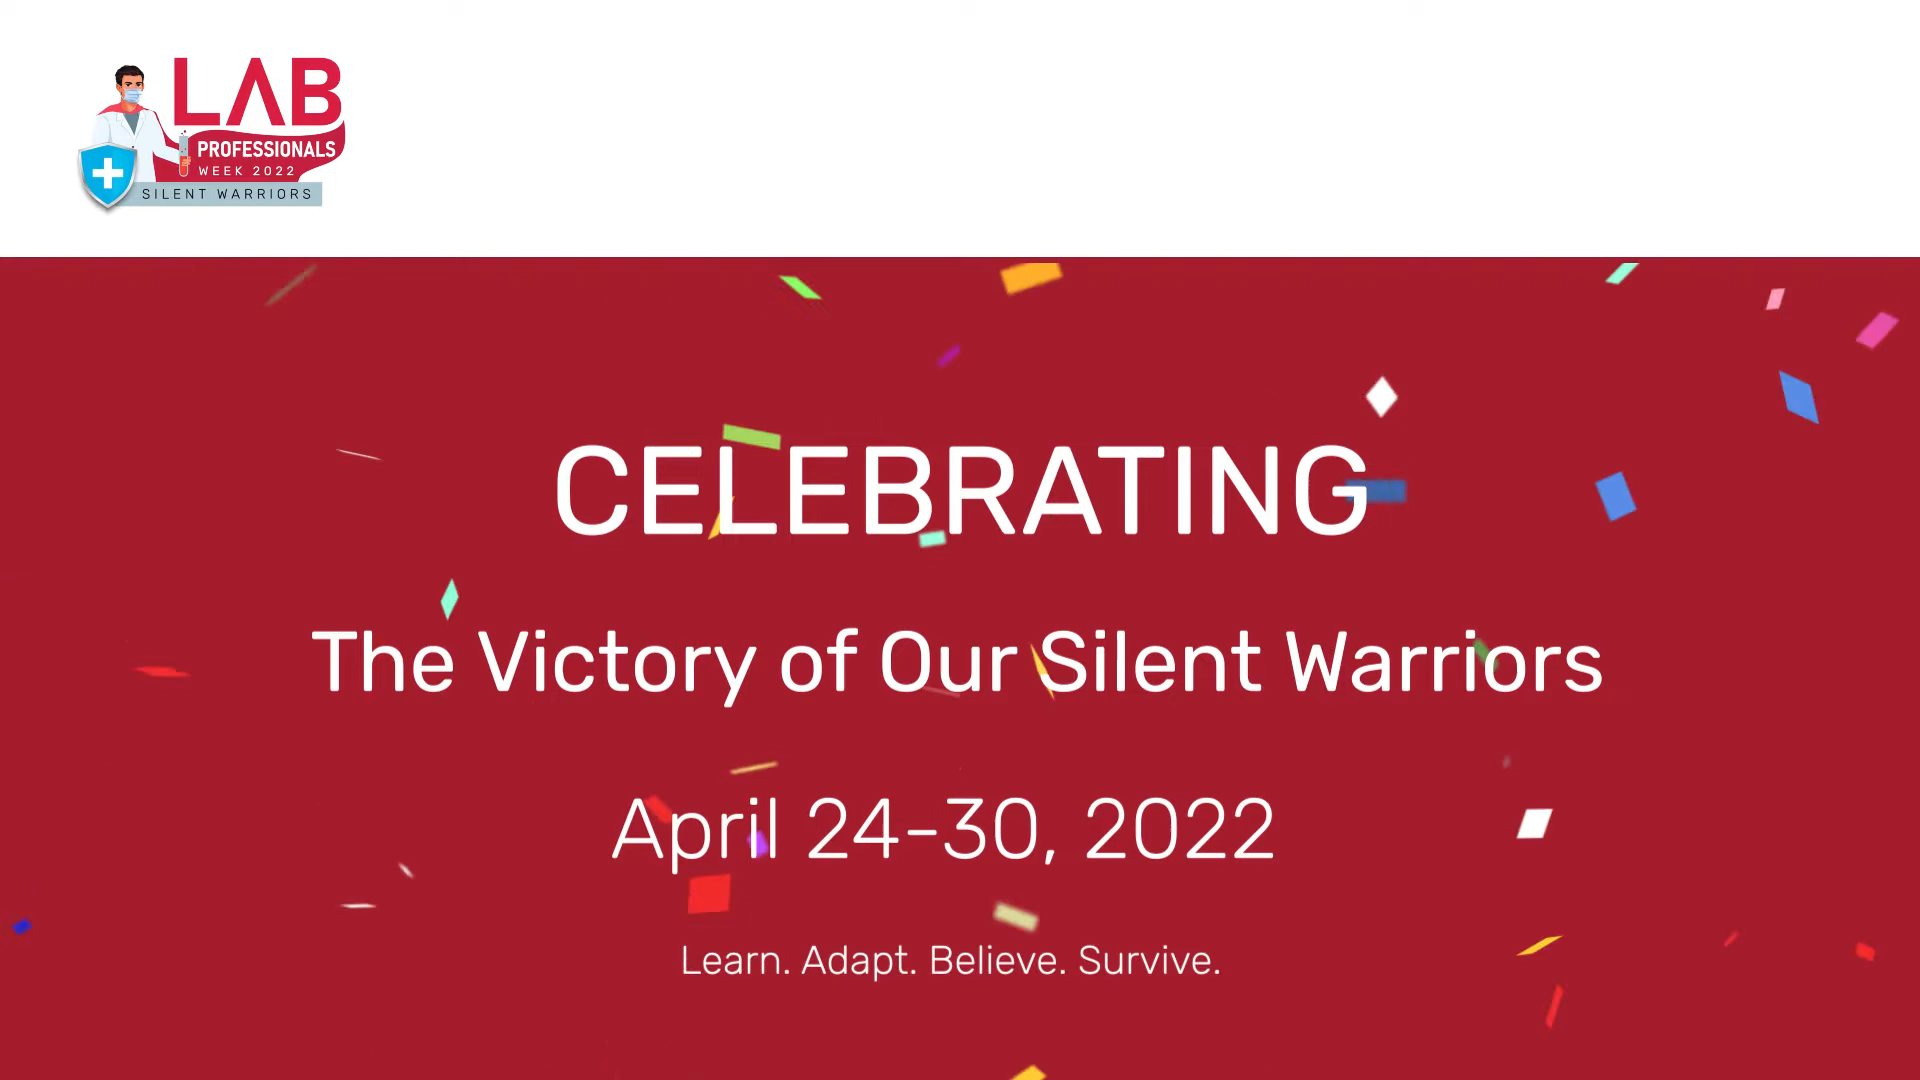 LAB
PROFESSIONALS
WEEK 2022
SILENT WARRIORS
CELEBRATING
The Victory of Our Silent Warriors
April 24-30, 2022
Learn. Adapt. Believe. Survive.